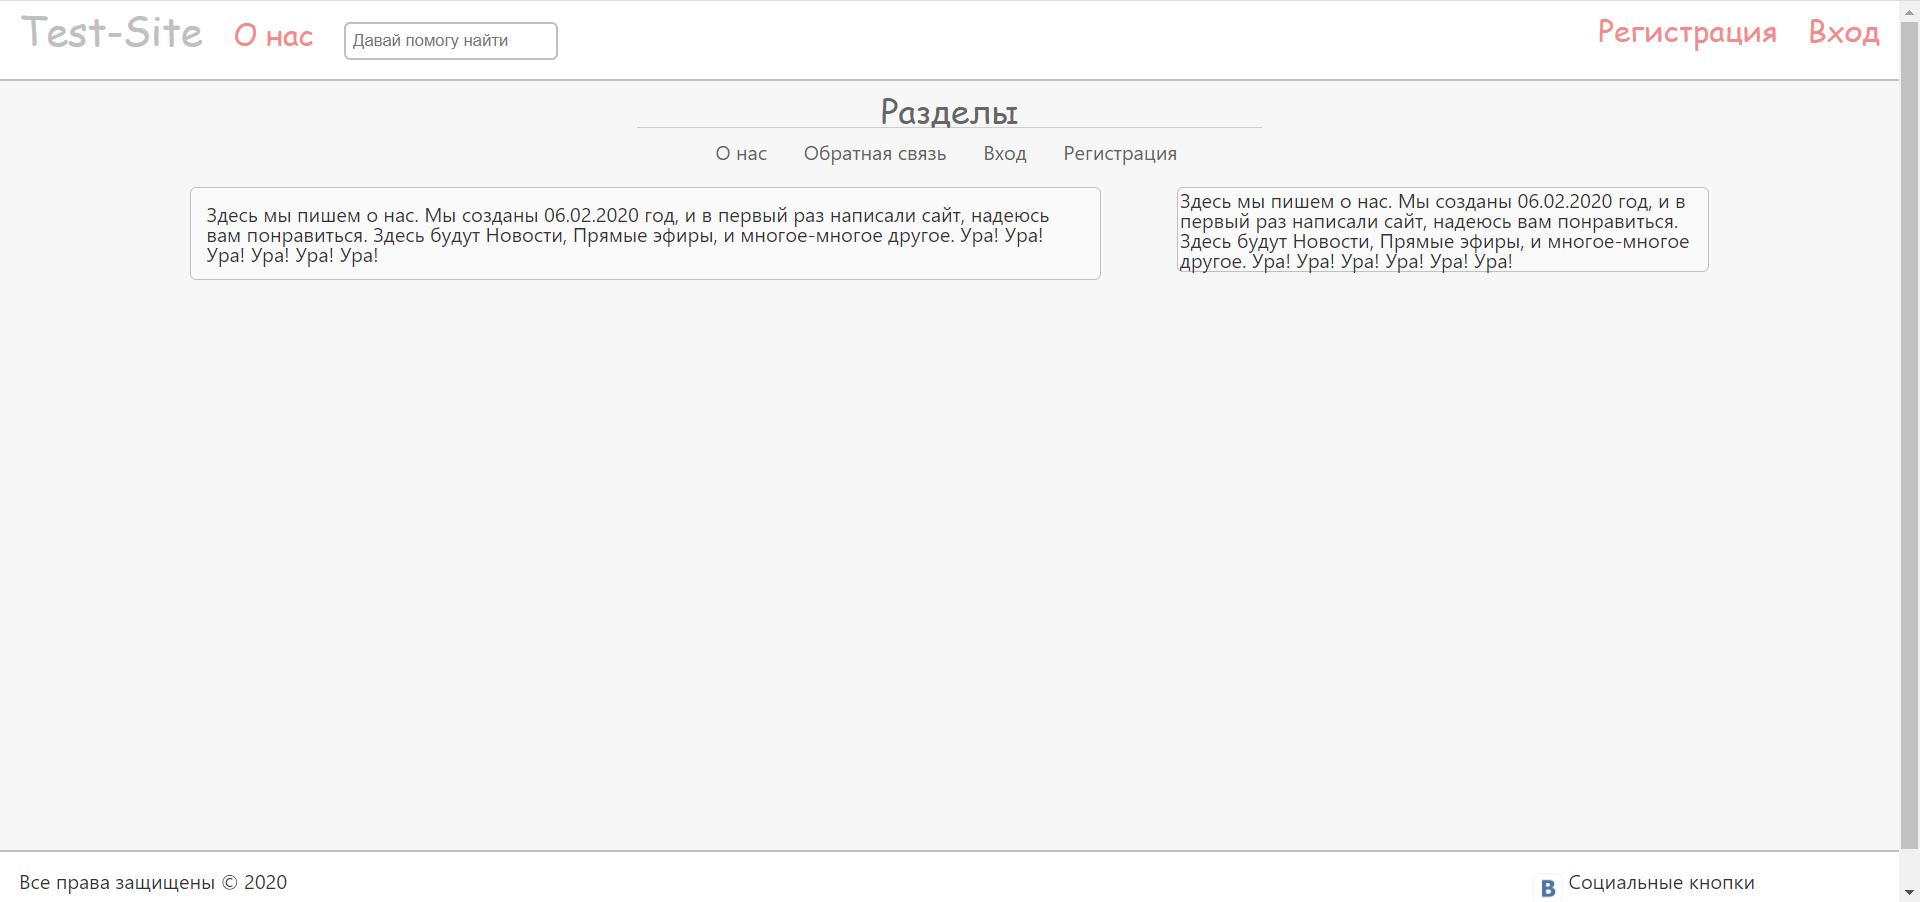 Test-Site О нас Давай помогу найти Регистрация Вход
Разделы
О нас Обратная связь Вход Регистрация
Здесь мы пишем о нас. Мы созданы 06.02.2020 год, и в первый раз написали сайт, надеюсь
вам понравиться. Здесь будут Новости, Прямые эфиры, и многое-многое другое. Ура! Ура!
Ура! Ура! Ура! Ура!
Здесь мы пишем о нас. Мы созданы 06.02.2020 год, и в
первый раз написали сайт, надеюсь вам понравиться.
Здесь будут Новости, Прямые эфиры, и многое-многое
другое. Ура! Ура! Ура! Ура! Ура! Ура!
Все права защищены © 2020
В Социальные кнопки